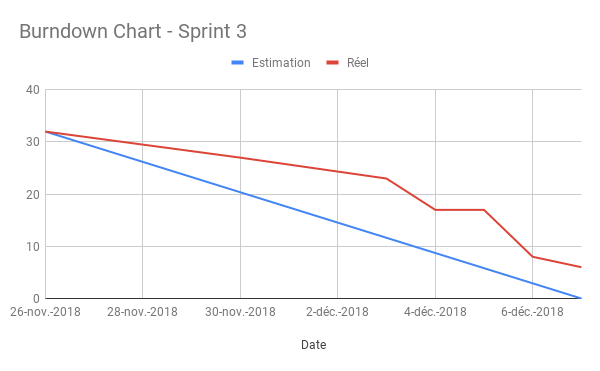 Burndown Chart - Sprint 3
Estimation
Réel
40
30
20
10
0
26-nov.-2018
28-nov.-2018
30-nov.-2018
2-déc.-2018
4-déc.-2018
6-déc.-2018
Date